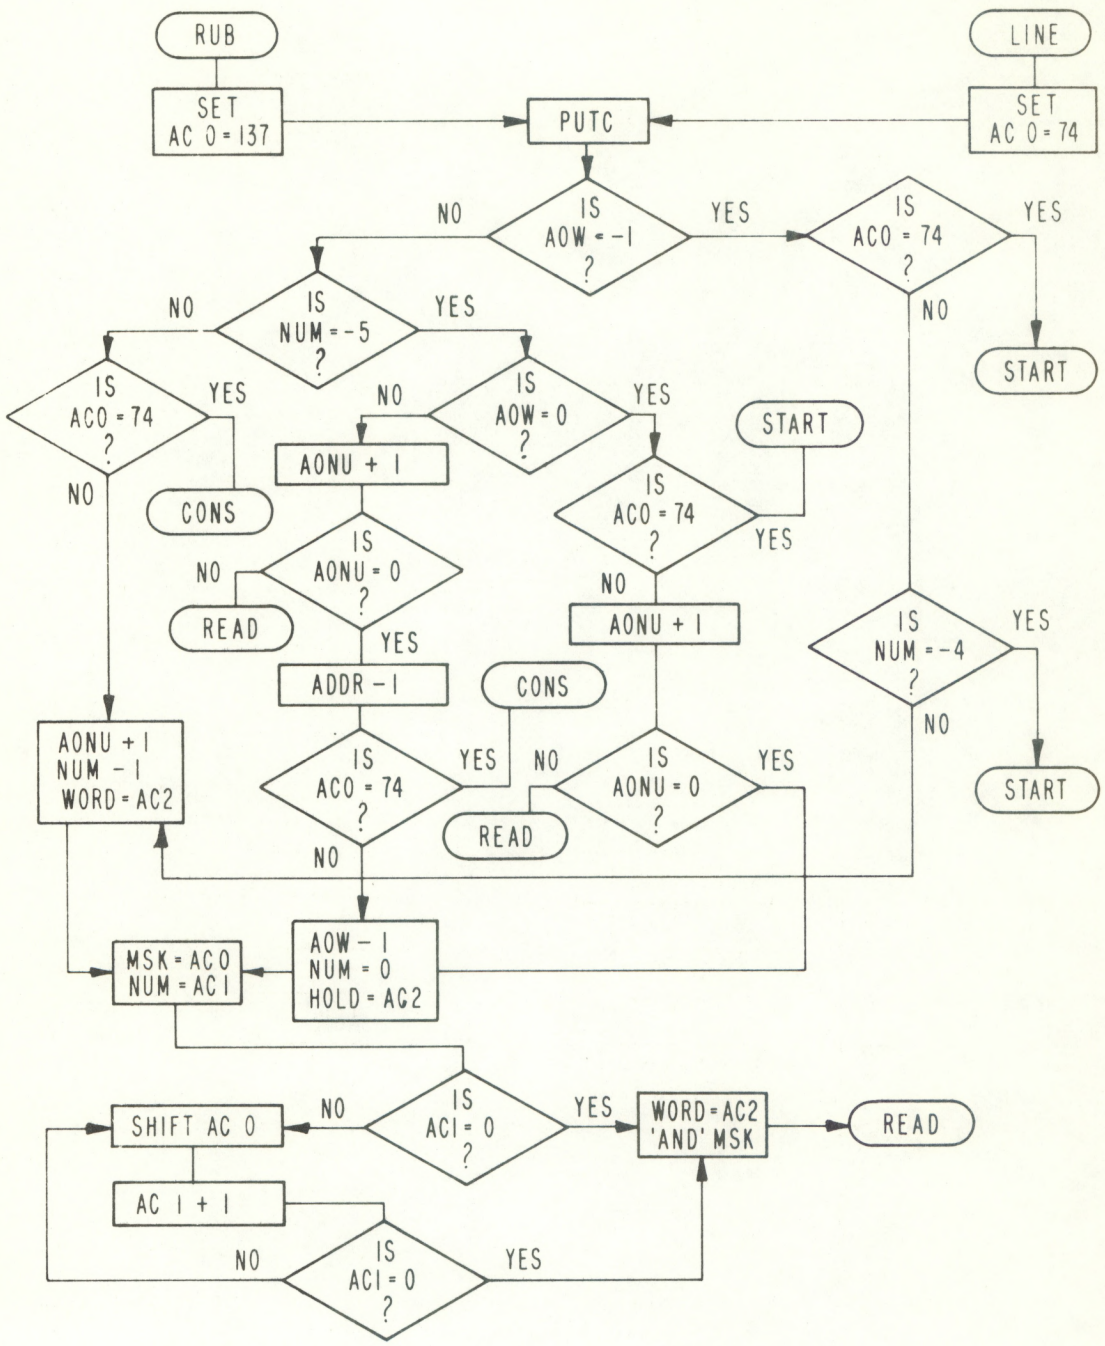 RUB
LINE
SET
AC 0 = 137
PUTC
SET
AC 0 = 74
NO
IS
AOW = -1
?
YES
IS
AC0 = 74
?
YES
NO
START
NO
IS
NUM = -5
?
YES
IS
AC0 = 74
?
YES
NO
CONS
NO
IS
AOW = 0
?
YES
START
AONU + 1
IS
AC0 = 74
?
YES
NO
IS
AONU = 0
?
NO
READ
YES
AONU + 1
IS
NUM = -4
?
YES
NO
START
ADDR - 1
CONS
AONU + 1
NUM - 1
WORD = AC2
IS
AC0 = 74
?
YES
NO
NO
IS
AONU = 0
?
YES
READ
MSK = AC0
NUM = AC1
AOW - 1
NUM = 0
HOLD = AC2
SHIFT AC 0
NO
IS
AC1 = 0
?
YES
WORD = AC2
'AND' MSK
READ
AC 1 + 1
NO
IS
AC1 = 0
?
YES